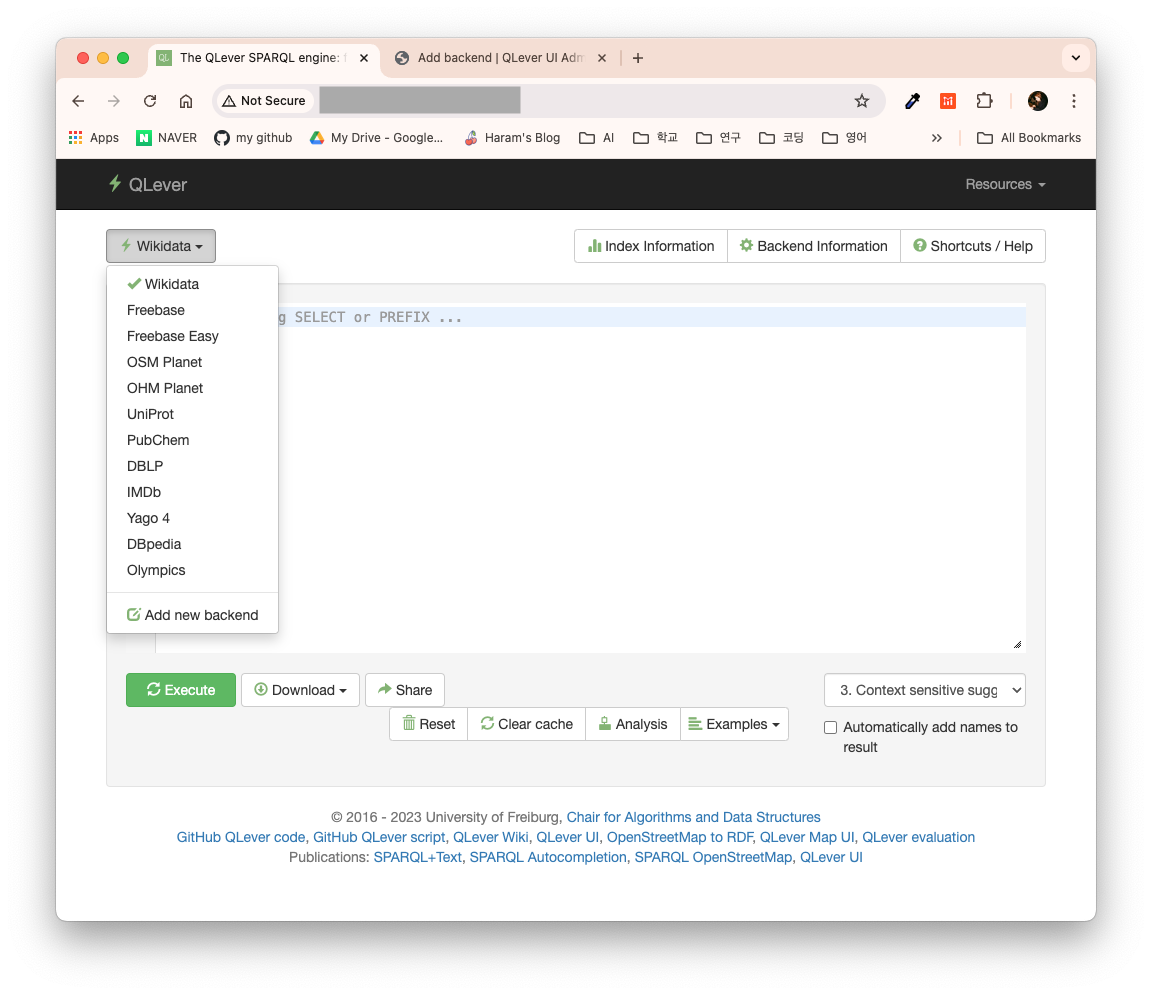 The QLever SPARQL engine: f
Add backend | QLever UI Adm
Not Secure
Apps
NAVER
my github
My Drive - Google...
Haram's Blog
AI
학교
연구
코딩
영어
All Bookmarks
QLever
Resources
Wikidata
Index Information
Backend Information
Shortcuts / Help
Wikidata
g SELECT or PREFIX ...
Freebase
Freebase Easy
OSM Planet
OHM Planet
UniProt
PubChem
DBLP
IMDb
Yago 4
DBpedia
Olympics
Add new backend
Execute
Download
Share
3. Context sensitive sugg
Reset
Clear cache
Analysis
Examples
Automatically add names to
result
© 2016 - 2023 University of Freiburg, Chair for Algorithms and Data Structures
GitHub QLever code, GitHub QLever script, QLever Wiki, QLever UI, OpenStreetMap to RDF, QLever Map UI, QLever evaluation
Publications: SPARQL+Text, SPARQL Autocompletion, SPARQL OpenStreetMap, QLever UI